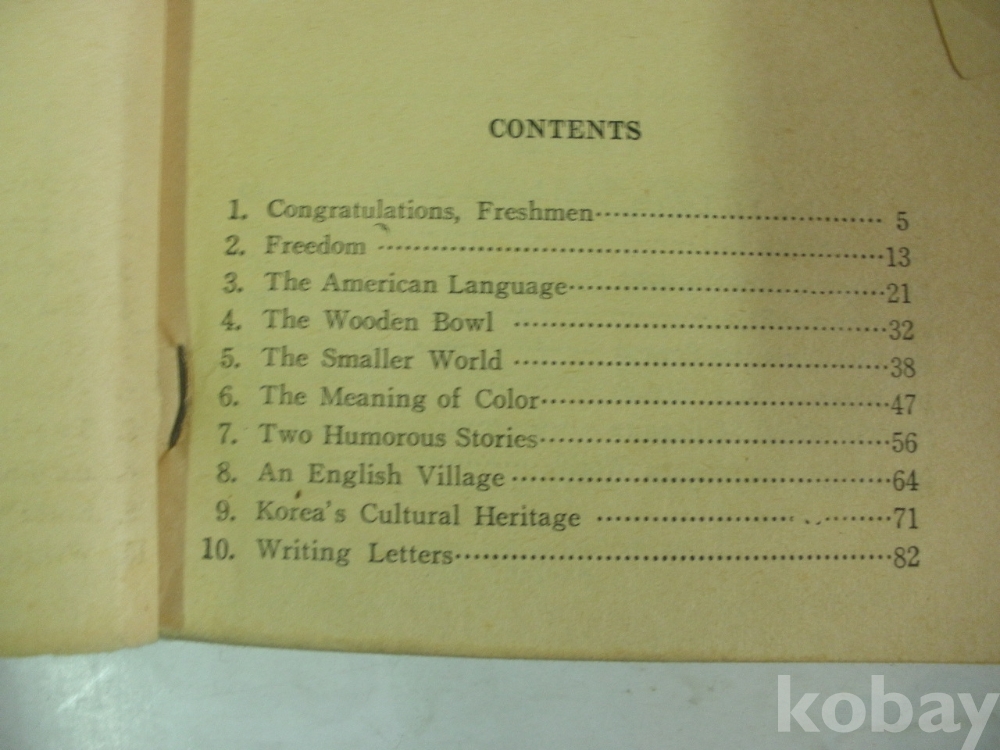 CONTENTS
1. Congratulations, Freshmen 5
2. Freedom 13
3. The American Language 21
4. The Wooden Bowl 32
5. The Smaller World 38
6. The Meaning of Color 47
7. Two Humorous Stories 56
8. An English Village 64
9. Korea's Cultural Heritage 71
10. Writing Letters 82
kobay